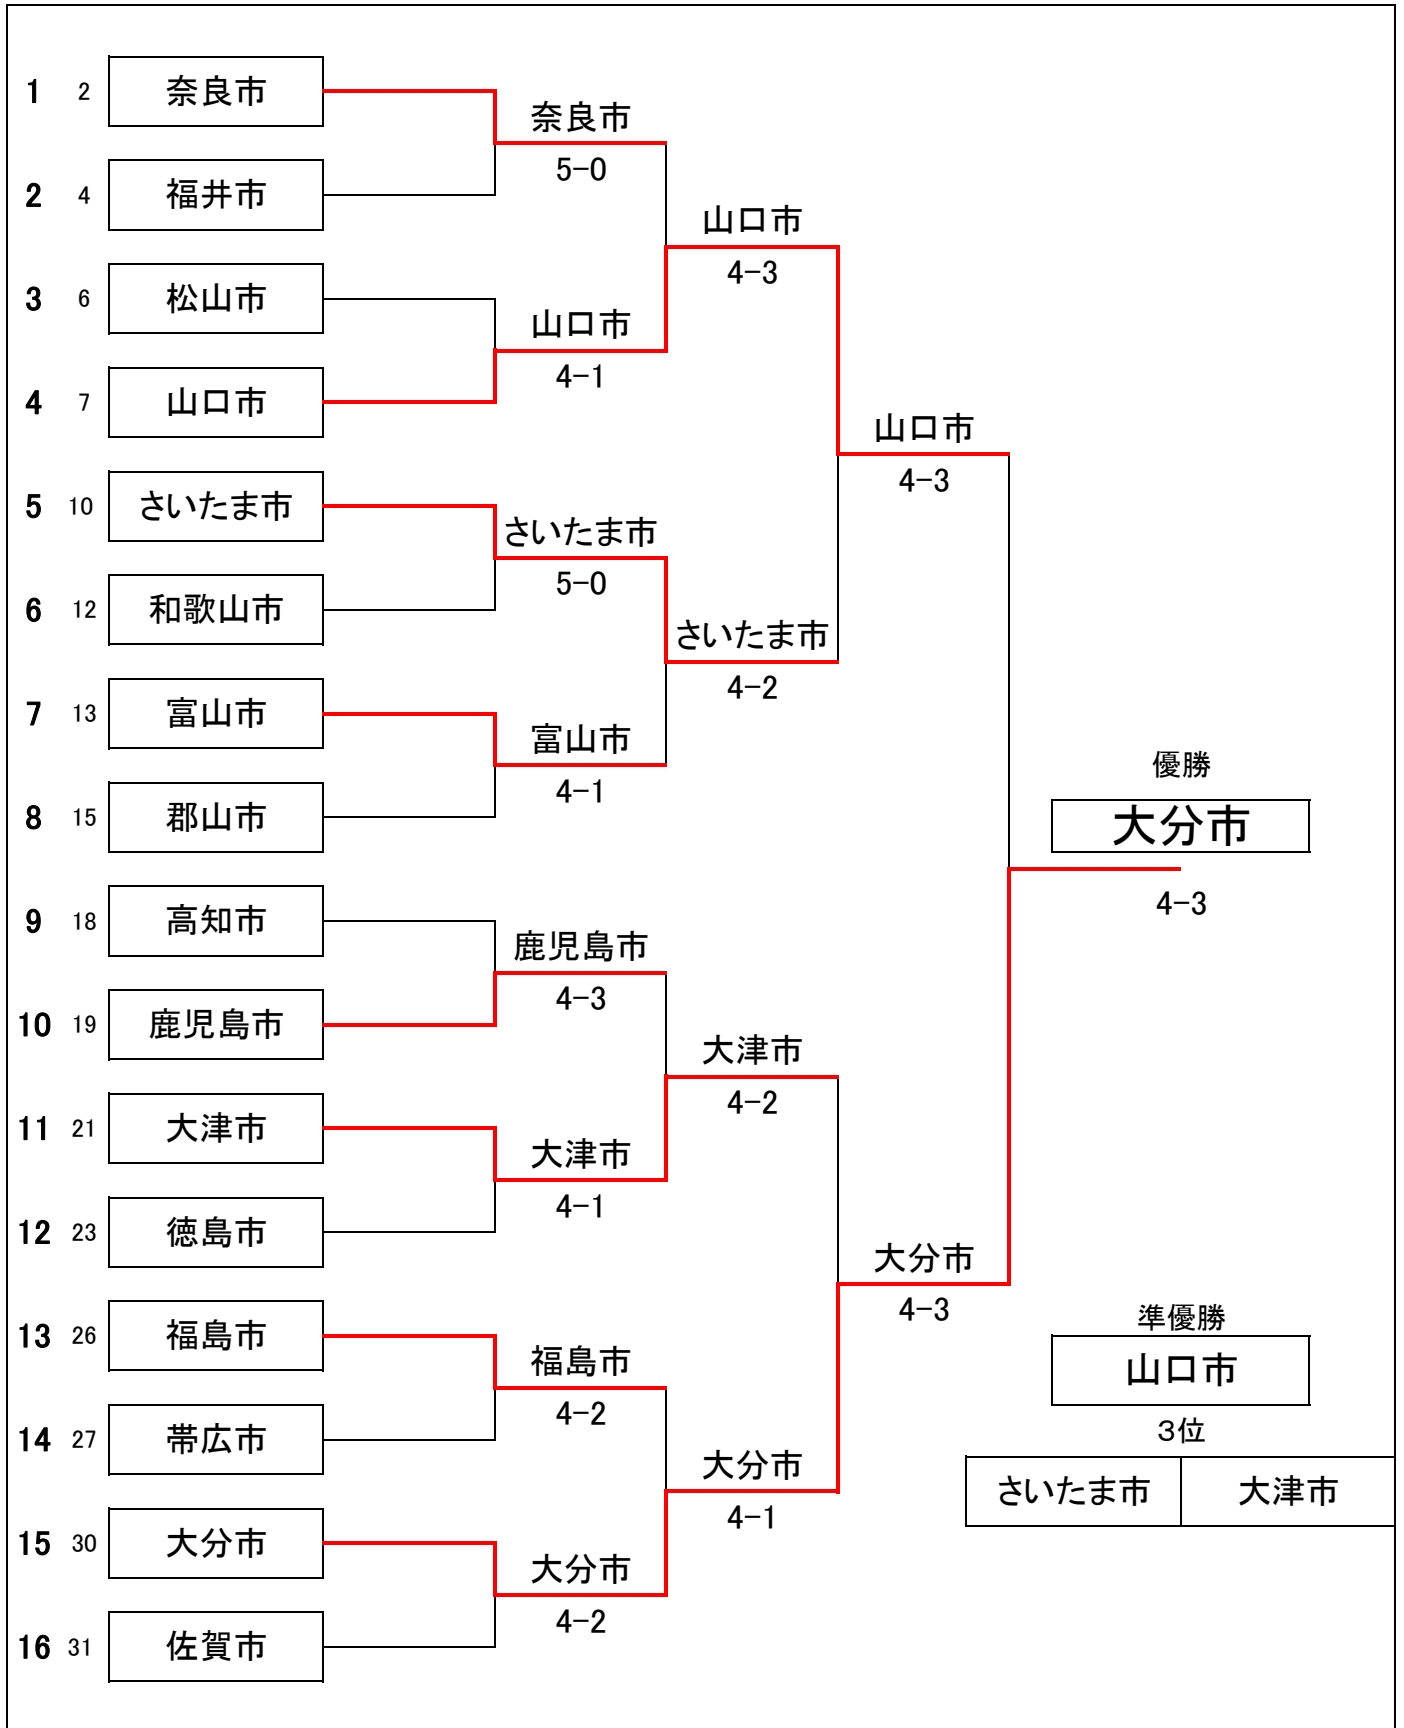 1 2 奈良市
奈良市
5-0
2 4 福井市
山口市
4-3
3 6 松山市
山口市
4-1
4 7 山口市
山口市
4-3
5 10 さいたま市
さいたま市
5-0
6 12 和歌山市
さいたま市
4-2
7 13 富山市
富山市
4-1
8 15 郡山市
優勝
大分市
4-3
9 18 高知市
鹿児島市
4-3
10 19 鹿児島市
大津市
4-2
11 21 大津市
大津市
4-1
12 23 徳島市
大分市
4-3
13 26 福島市
福島市
4-2
準優勝
山口市
3位
さいたま市 大津市
14 27 帯広市
大分市
4-1
15 30 大分市
大分市
4-2
16 31 佐賀市